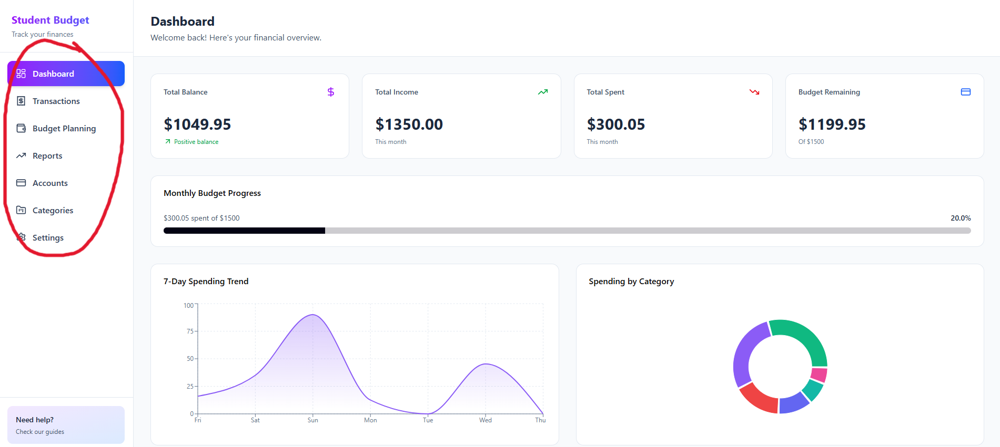 Student Budget
Track your finances
Dashboard
Transactions
Budget Planning
Reports
Accounts
Categories
Settings
Need help?
Check our guides
Dashboard
Welcome back! Here's your financial overview.
Total Balance
$1049.95
Positive balance
Total Income
$1350.00
This month
Total Spent
$300.05
This month
Budget Remaining
$1199.95
Of $1500
Monthly Budget Progress
$300.05 spent of $1500
20.0%
7-Day Spending Trend
100
75
50
25
0
Fri Sat Sun Mon Tue Wed Thu
Spending by Category